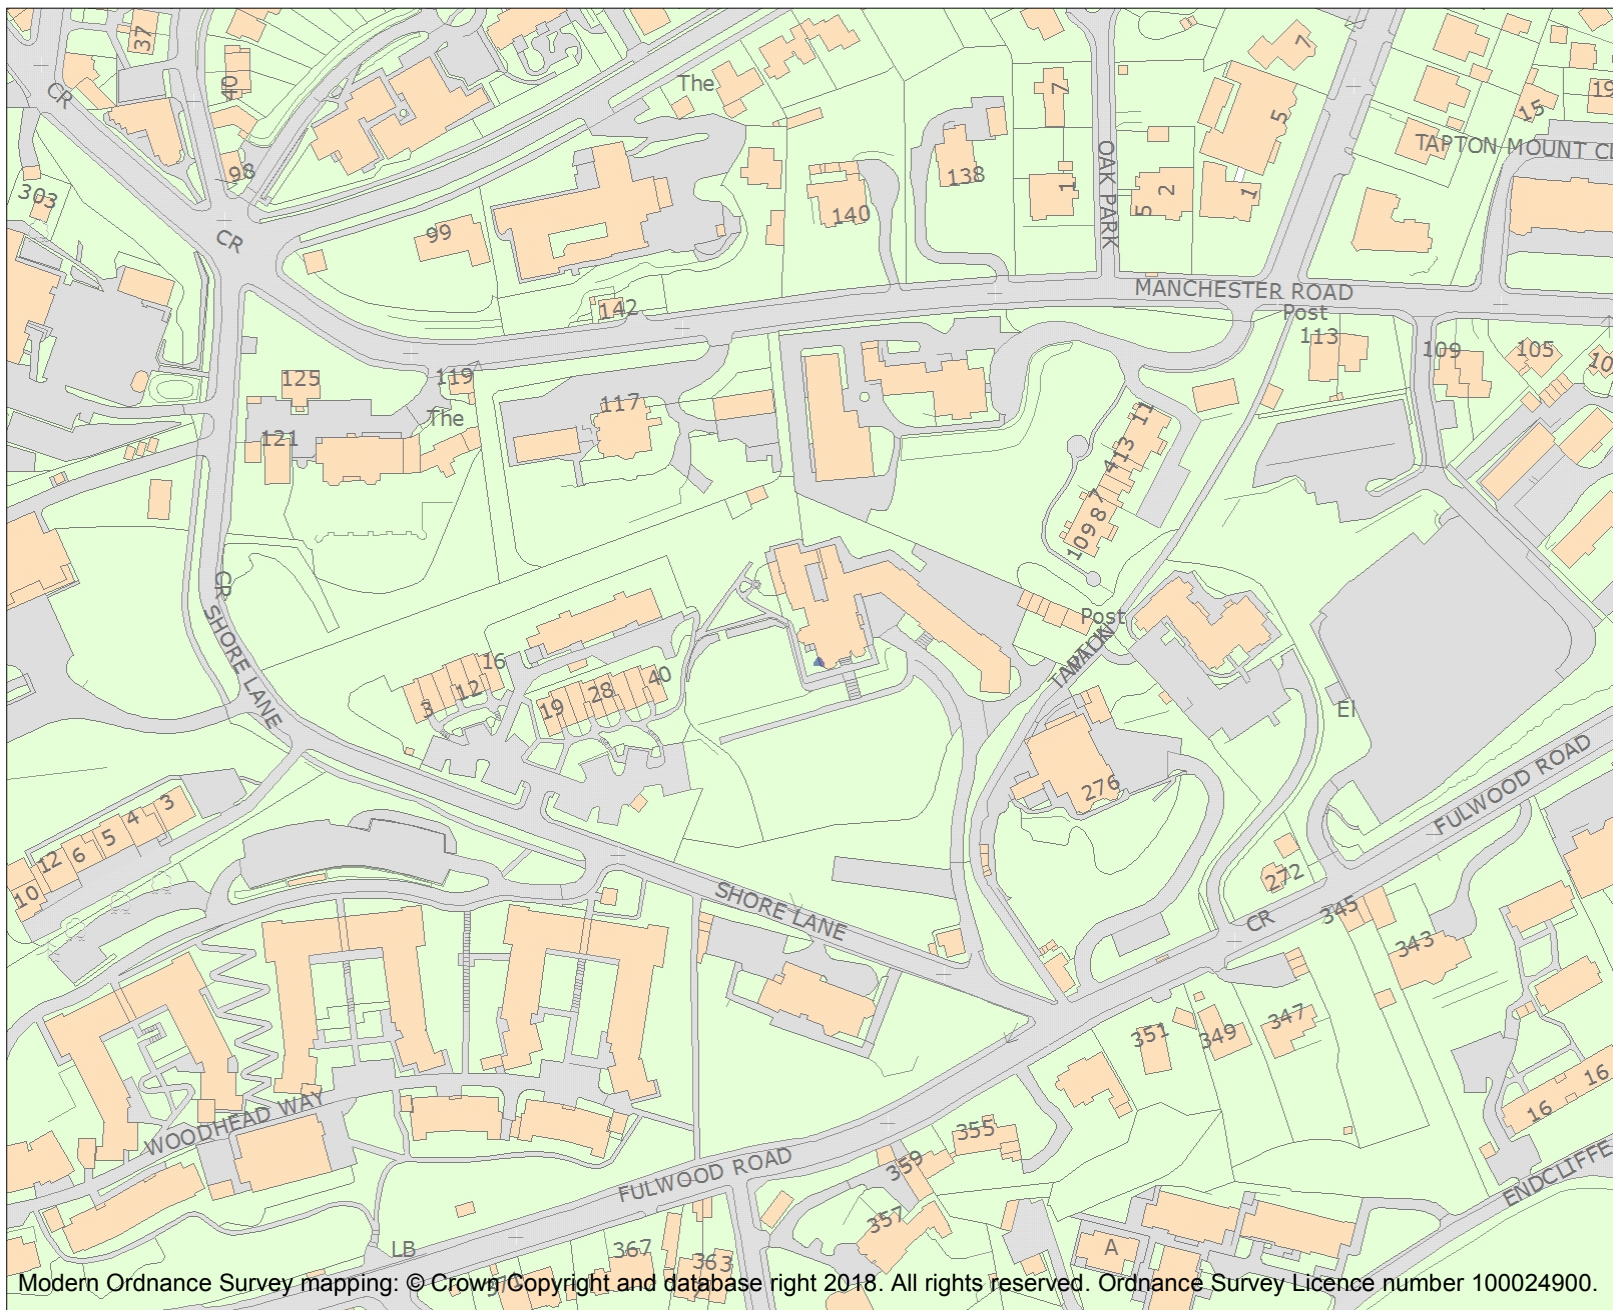 37
40
CR
The
7
7
5
19
15
TAPTON MOUNT CL
98
303
OAK PARK
138
1
2
5
1
140
99
CR
MANCHESTER ROAD
142
Post
113
109
105
10
125
119
117
The
121
11
13
4
7
8
9
10
CR
SHORE LANE
Post
16
12
3
40
28
19
El
276
FULWOOD ROAD
3
4
5
6
12
10
272
SHORE LANE
CR
345
343
347
349
351
16
16
WOODHEAD WAY
355
359
FULWOOD ROAD
ENDCLIFFE
357
LB
367
363
A
Modern Ordnance Survey mapping: © Crown Copyright and database right 2018. All rights reserved. Ordnance Survey Licence number 100024900.